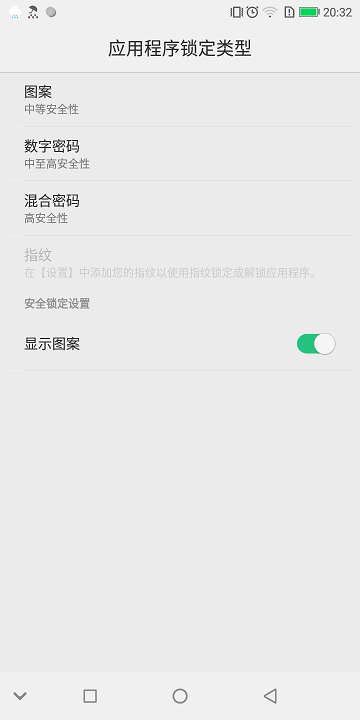 20:32
应用程序锁定类型
图案
中等安全性
数字密码
中至高安全性
混合密码
高安全性
指纹
在【设置】中添加您的指纹以使用指纹锁定或解锁应用程序。
安全锁定设置
显示图案